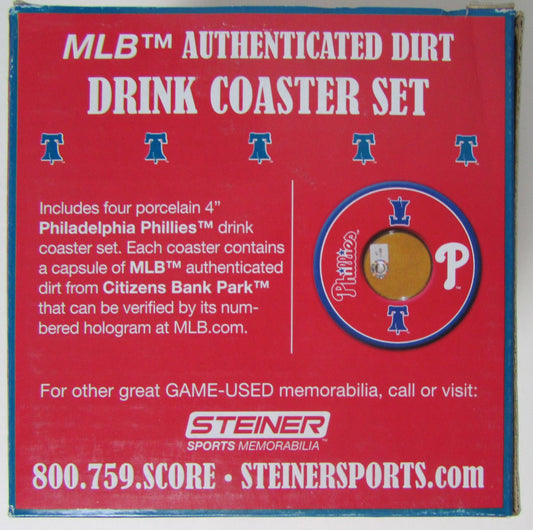 MLB™ AUTHENTICATED DIRT
DRINK COASTER SET
Includes four porcelain 4”
Philadelphia Phillies™ drink
coaster set. Each coaster contains
a capsule of MLB™ authenticated
dirt from Citizens Bank Park™
that can be verified by its num-
bered hologram at MLB.com.
Phillies
P
For other great GAME-USED memorabilia, call or visit:
STEINER
SPORTS MEMORABILIA™
800.759.SCORE • STEINERSPORTS.com